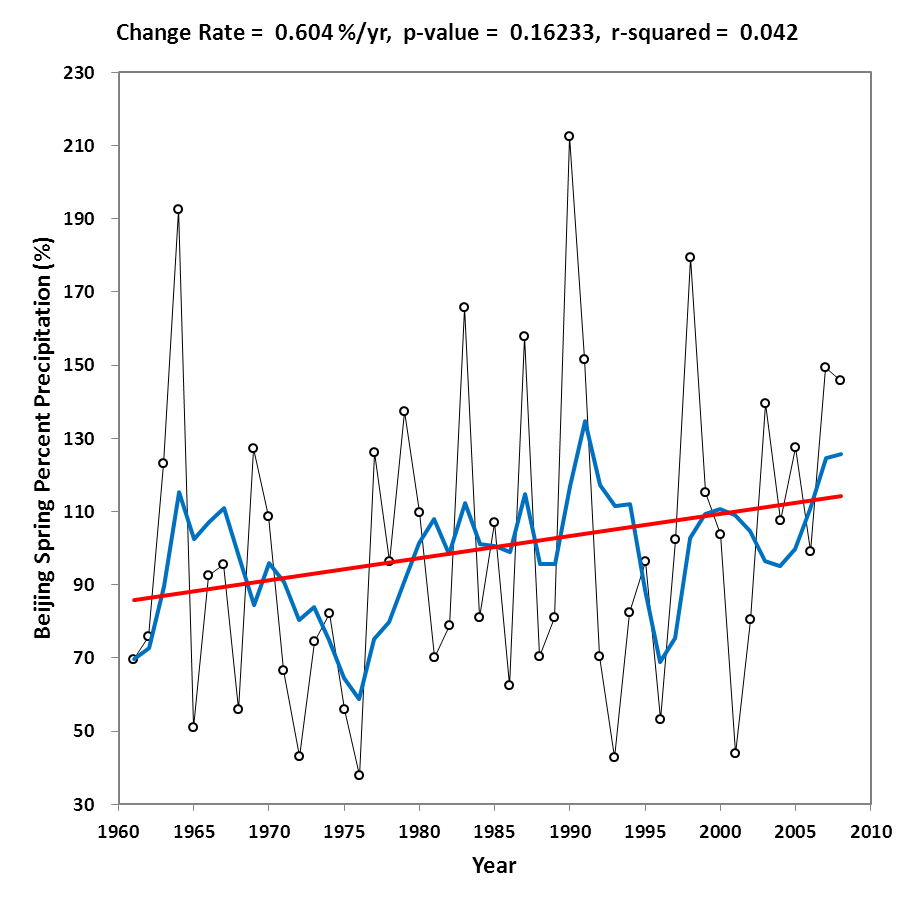 Change Rate = 0.604 %/yr, p-value = 0.16233, r-squared = 0.042
Beijing Spring Percent Precipitation (%)
230
210
190
170
150
130
110
90
70
50
30
1960 1965 1970 1975 1980 1985 1990 1995 2000 2005 2010
Year